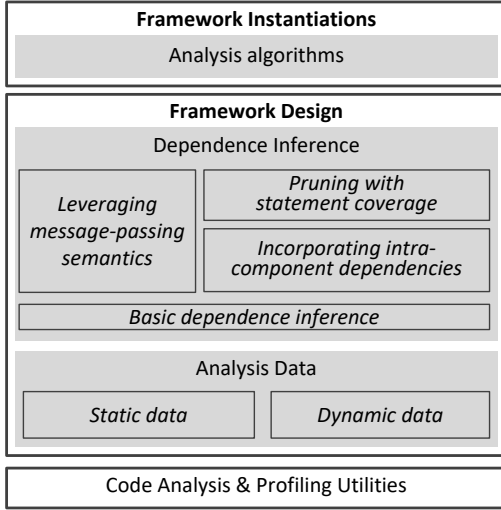 Framework Instantiations
Analysis algorithms
Framework Design
Dependence Inference
Leveraging
message-passing
semantics
Pruning with
statement coverage
Incorporating intra-
component dependencies
Basic dependence inference
Analysis Data
Static data
Dynamic data
Code Analysis & Profiling Utilities